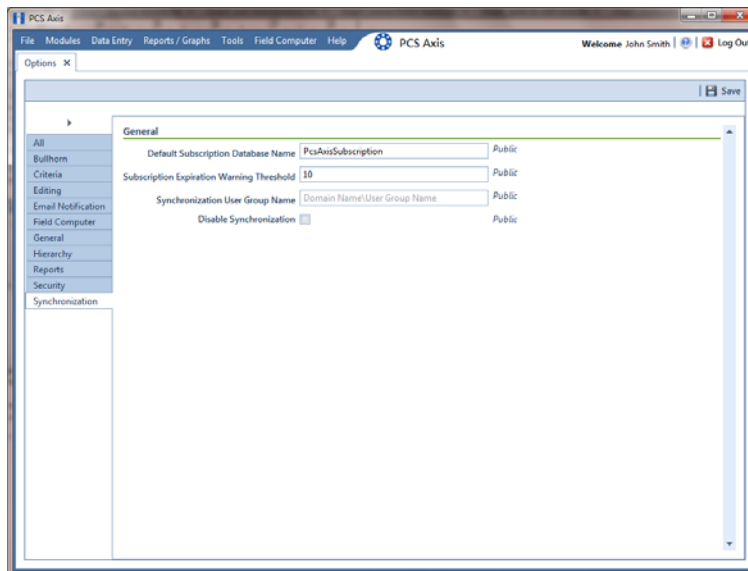 PCS Axis
File Modules Data Entry Reports / Graphs Tools Field Computer Help PCS Axis Welcome John Smith | | Log Out
Options X
| Save
All
Bullhorn
Criteria
Editing
Email Notification
Field Computer
General
Hierarchy
Reports
Security
Synchronization
General
Default Subscription Database Name PcsAxisSubscription Public
Subscription Expiration Warning Threshold 10 Public
Synchronization User Group Name Domain Name\User Group Name Public
Disable Synchronization Public